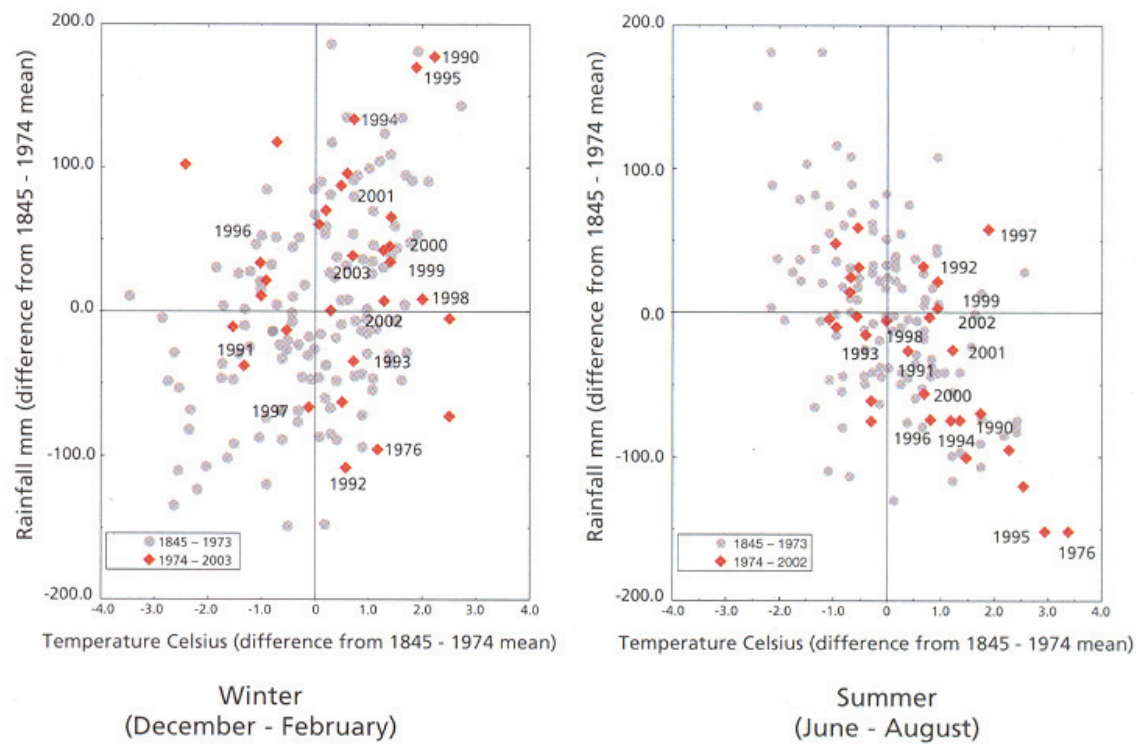 200.0
100.0
0.0
-100.0
-200.0
Rainfall mm (difference from 1845 - 1974 mean)
1990
1995
1994
2001
1996
2000
2003
1999
1998
2002
1991
1993
1997
1976
1992
1845 – 1973
1974 – 2003
-4.0 -3.0 -2.0 -1.0 0 1.0 2.0 3.0 4.0
Temperature Celsius (difference from 1845 - 1974 mean)
Winter
(December - February)
200.0
100.0
0.0
-100.0
-200.0
Rainfall mm (difference from 1845 - 1974 mean)
1997
1992
1999
2002
1998
1993
2001
1991
2000
1990
1996
1994
1995
1976
1845 – 1973
1974 – 2002
-4.0 -3.0 -2.0 -1.0 0 1.0 2.0 3.0 4.0
Temperature Celsius (difference from 1845 - 1974 mean)
Summer
(June - August)